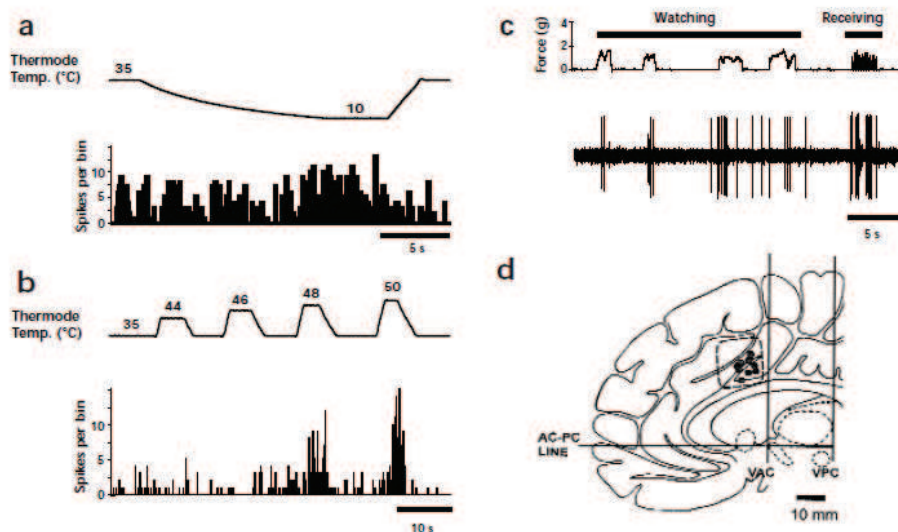 a
Thermode
Temp. (°C)
35
10
Spikes per bin
10
5
0
5 s
b
Thermode
Temp. (°C)
35
44
46
48
50
Spikes per bin
10
5
0
10 s
c
Watching
Receiving
Force (g)
4
2
0
5 s
d
AC-PC
LINE
VAC
VPC
10 mm